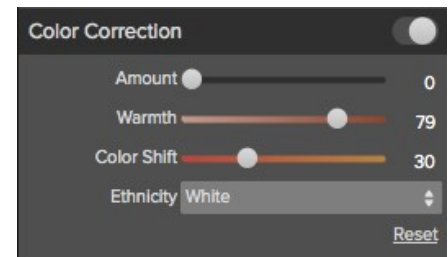 Color Correction
Amount 0
Warmth 79
Color Shift 30
Ethnicity White
Reset